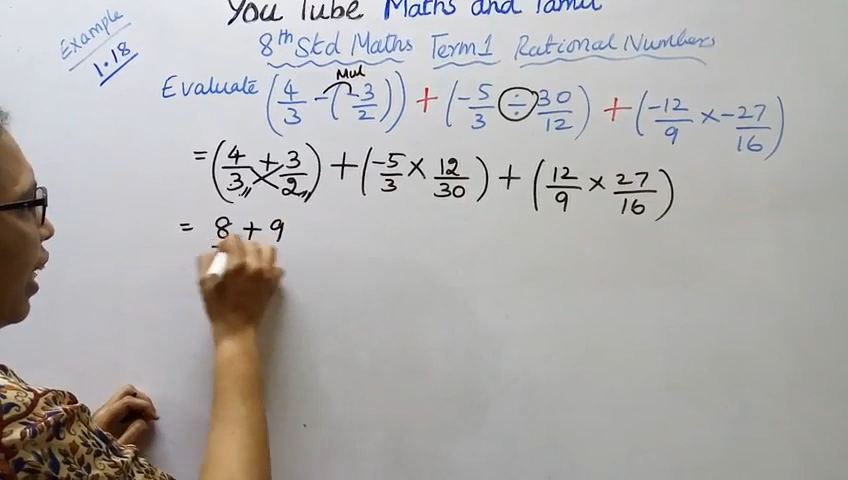 You Tube Maths and Tamil
Example 1.18
8th Std Maths Term1 Rational Numbers
Mul
Evaluate (4/3 - (-3/2)) + (-5/3 ÷ 30/12) + (-12/9 × -27/16)
= (4/3 + 3/2) + (-5/3 × 12/30) + (12/9 × 27/16)
= 8 + 9